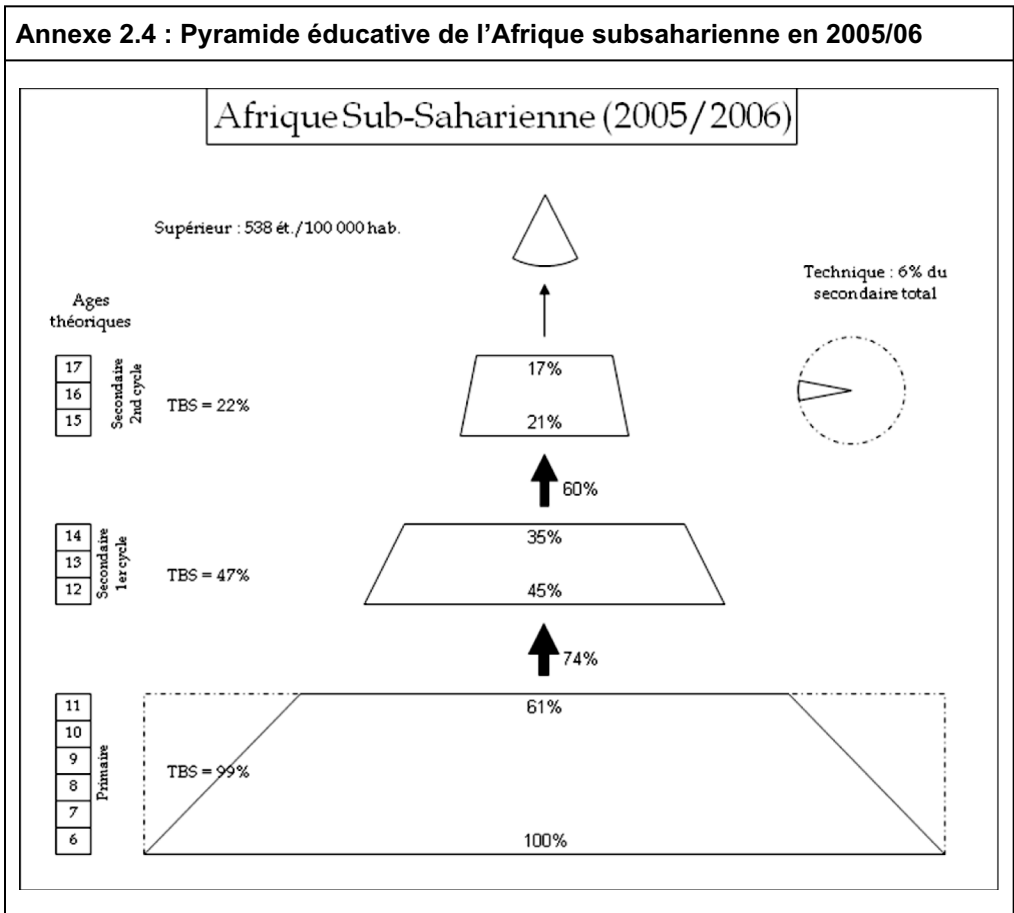 Annexe 2.4 : Pyramide éducative de l’Afrique subsaharienne en 2005/06
Afrique Sub-Saharienne (2005/2006)
Supérieur : 538 ét./100 000 hab.
Technique : 6% du
secondaire total
Ages
théoriques
17
16
15
Secondaire
2nd cycle
TBS = 22%
17%
21%
60%
14
13
12
Secondaire
1er cycle
TBS = 47%
35%
45%
74%
11
10
9
8
7
6
Primaire
TBS = 99%
61%
100%